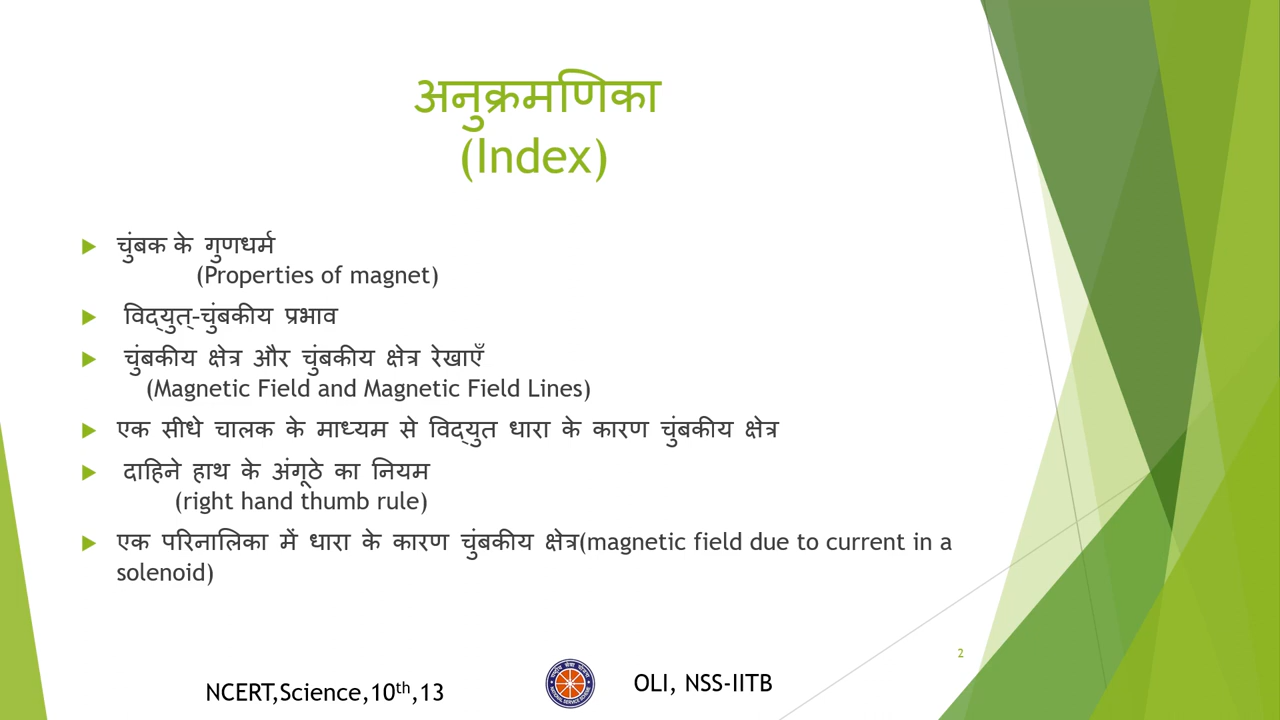 अनुक्रमणिका
(Index)
चुंबक के गुणधर्म
(Properties of magnet)
विद्युत्-चुंबकीय प्रभाव
चुंबकीय क्षेत्र और चुंबकीय क्षेत्र रेखाएँ
(Magnetic Field and Magnetic Field Lines)
एक सीधे चालक के माध्यम से विद्युत धारा के कारण चुंबकीय क्षेत्र
दाहिने हाथ के अंगूठे का नियम
(right hand thumb rule)
एक परिनालिका में धारा के कारण चुंबकीय क्षेत्र(magnetic field due to current in a
solenoid)
2
NCERT,Science,10th,13
OLI, NSS-IITB